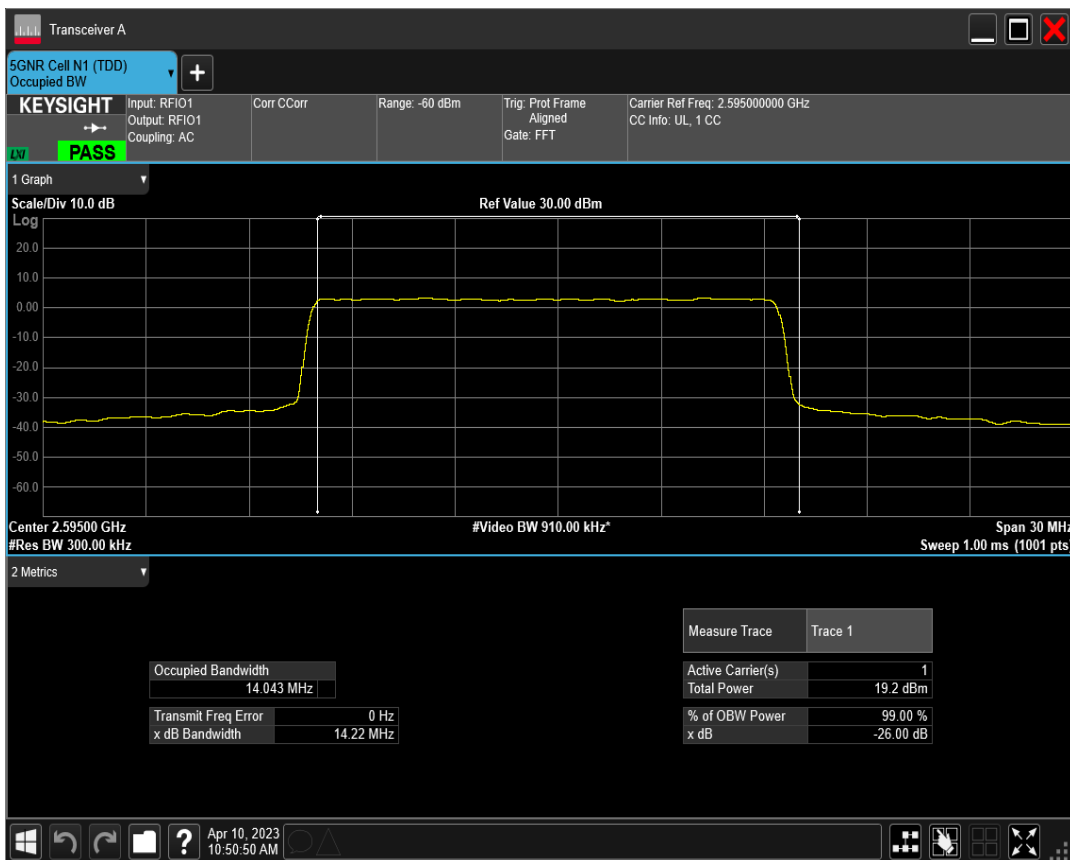 Transceiver A
5GNR Cell N1 (TDD)
Occupied BW
+
KEYSIGHT
LXI
PASS
Input: RFIO1
Output: RFIO1
Coupling: AC
Corr CCorr
Range: -60 dBm
Trig: Prot Frame
Aligned
Gate: FFT
Carrier Ref Freq: 2.595000000 GHz
CC Info: UL, 1 CC
1 Graph
Scale/Div 10.0 dB
Ref Value 30.00 dBm
Log
20.0
10.0
0.00
-10.0
-20.0
-30.0
-40.0
-50.0
-60.0
Center 2.59500 GHz
#Video BW 910.00 kHz*
Span 30 MHz
#Res BW 300.00 kHz
Sweep 1.00 ms (1001 pts)
2 Metrics
Measure Trace Trace 1
Occupied Bandwidth
14.043 MHz
Active Carrier(s) 1
Total Power 19.2 dBm
Transmit Freq Error 0 Hz
x dB Bandwidth 14.22 MHz
% of OBW Power 99.00 %
x dB -26.00 dB
?
Apr 10, 2023
10:50:50 AM